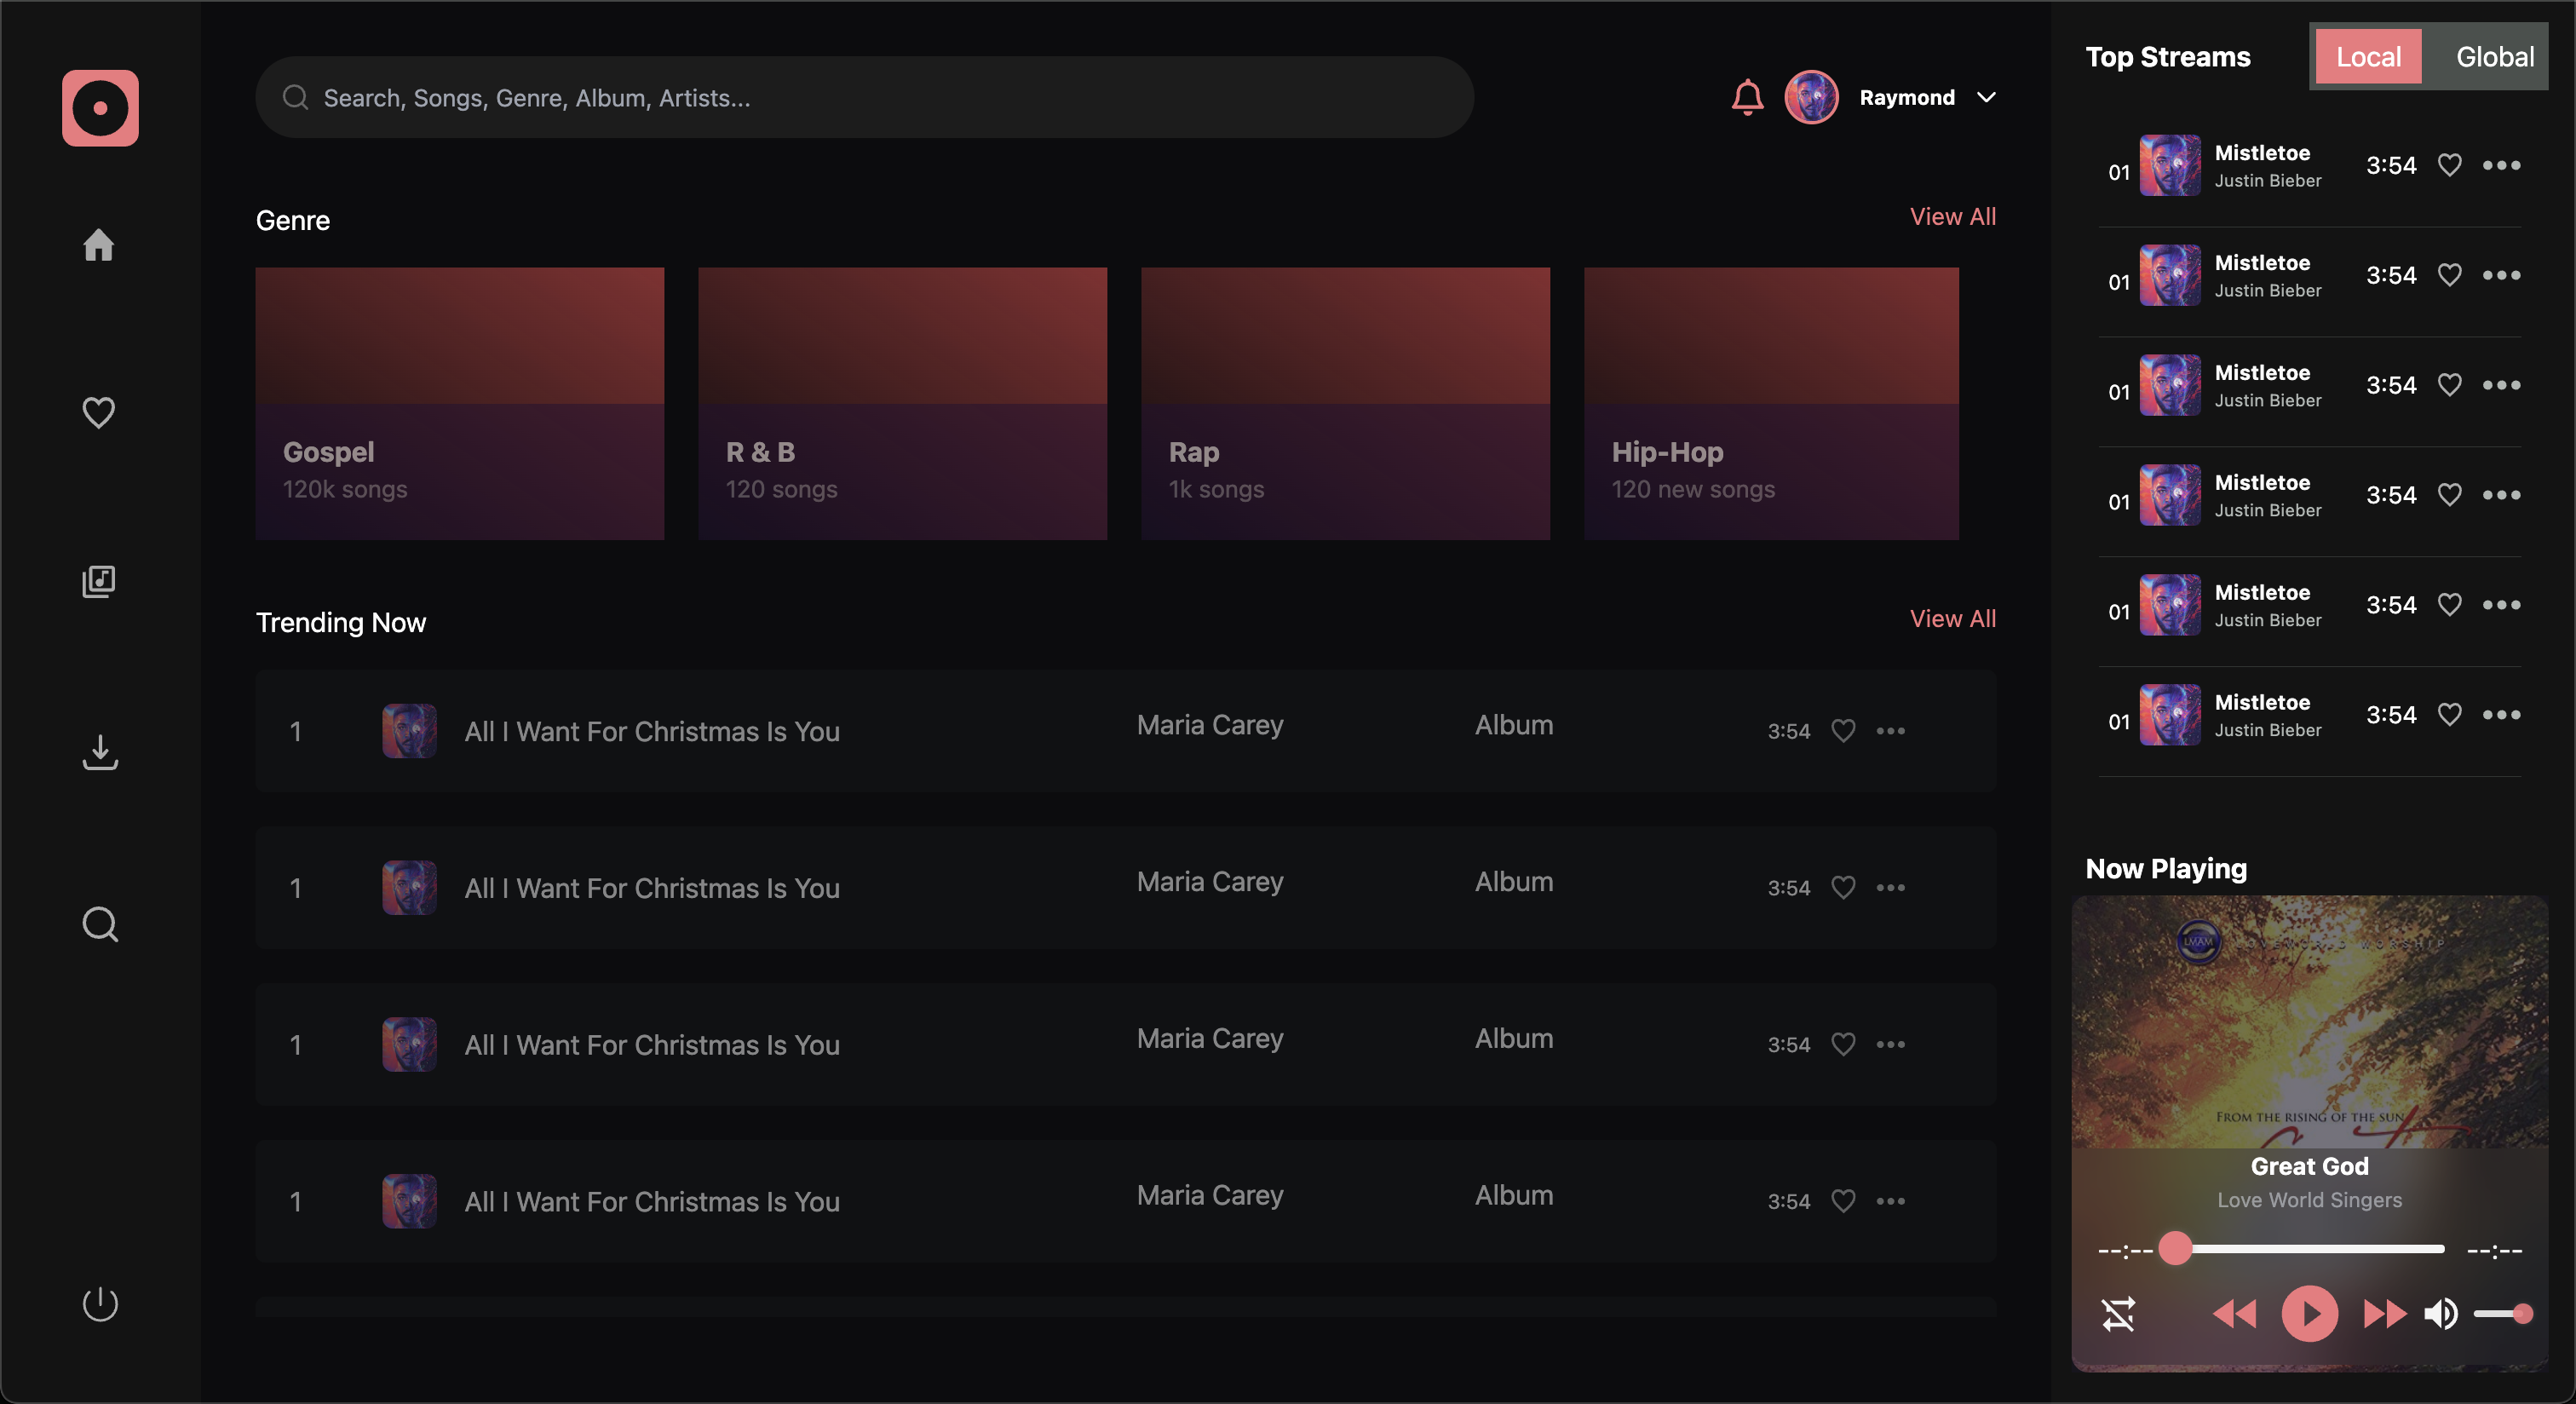 Search, Songs, Genre, Album, Artists...
Raymond
Genre
View All
Gospel
120k songs
R & B
120 songs
Rap
1k songs
Hip-Hop
120 new songs
Trending Now
View All
1 All I Want For Christmas Is You Maria Carey Album 3:54
1 All I Want For Christmas Is You Maria Carey Album 3:54
1 All I Want For Christmas Is You Maria Carey Album 3:54
1 All I Want For Christmas Is You Maria Carey Album 3:54
Top Streams
Local Global
01 Mistletoe 3:54
Justin Bieber
01 Mistletoe 3:54
Justin Bieber
01 Mistletoe 3:54
Justin Bieber
01 Mistletoe 3:54
Justin Bieber
01 Mistletoe 3:54
Justin Bieber
01 Mistletoe 3:54
Justin Bieber
Now Playing
LMAM
FROM THE RISING OF THE SUN
Great God
Love World Singers
--:-- --:--